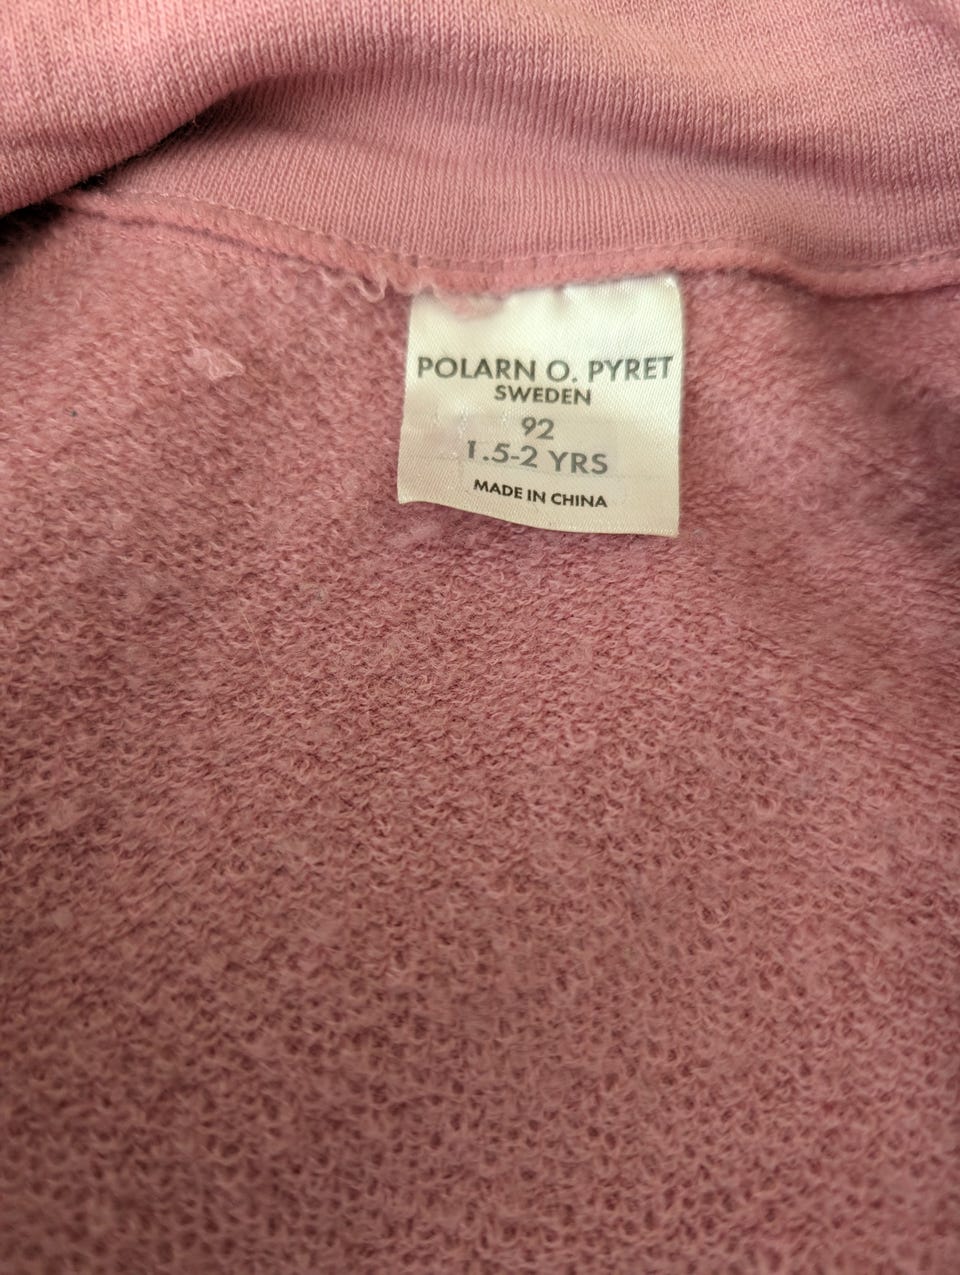 POLARN O. PYRET
SWEDEN
92
1.5-2 YRS
MADE IN CHINA